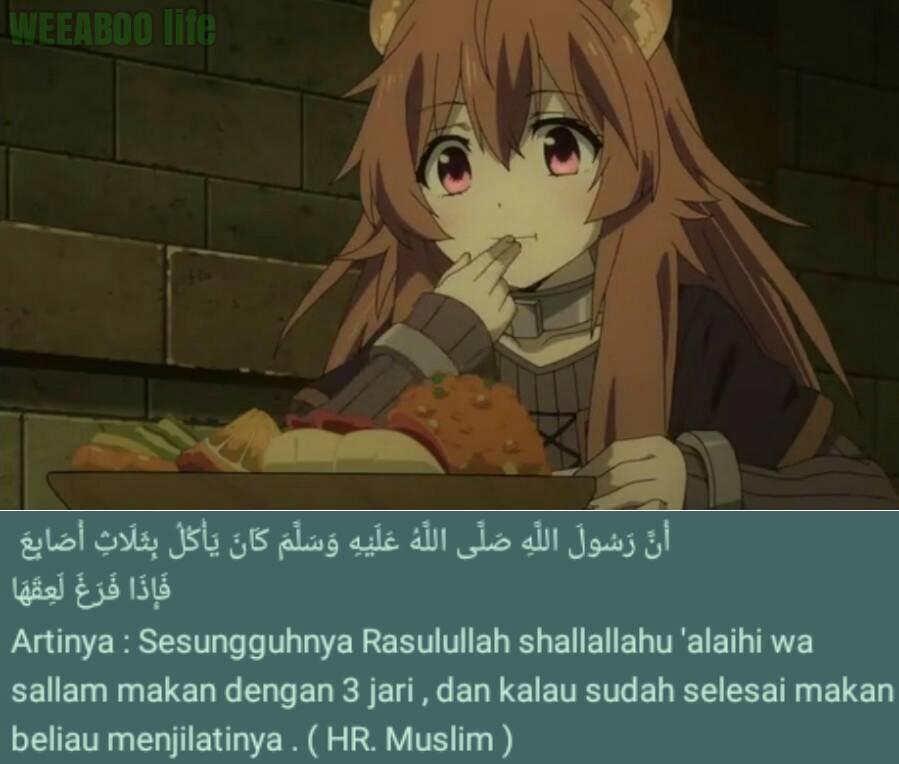 WEEABOO life
أَنَّ رَسُولَ اللَّهِ صَلَّى اللَّهُ عَلَيْهِ وَسَلَّمَ كَانَ يَأْكُلُ بِثَلَاثِ أَصَابِعَ
فَإِذَا فَرَغَ لَعِقَهَا
Artinya : Sesungguhnya Rasulullah shallallahu 'alaihi wa
sallam makan dengan 3 jari , dan kalau sudah selesai makan
beliau menjilatinya . ( HR. Muslim )